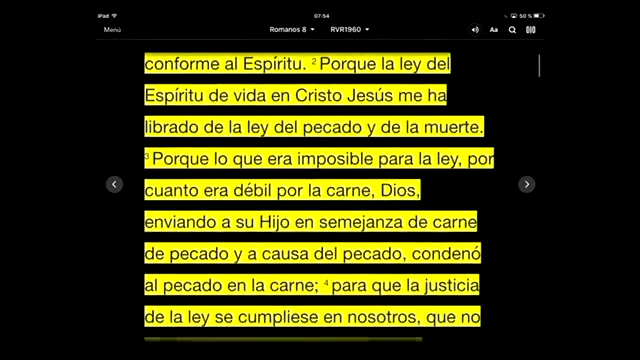 iPad 07:54 50 %
Menú Romanos 8 RVR1960 Aa
conforme al Espíritu. 2 Porque la ley del
Espíritu de vida en Cristo Jesús me ha
librado de la ley del pecado y de la muerte.
3 Porque lo que era imposible para la ley, por
cuanto era débil por la carne, Dios,
enviando a su Hijo en semejanza de carne
de pecado y a causa del pecado, condenó
al pecado en la carne; 4 para que la justicia
de la ley se cumpliese en nosotros, que no